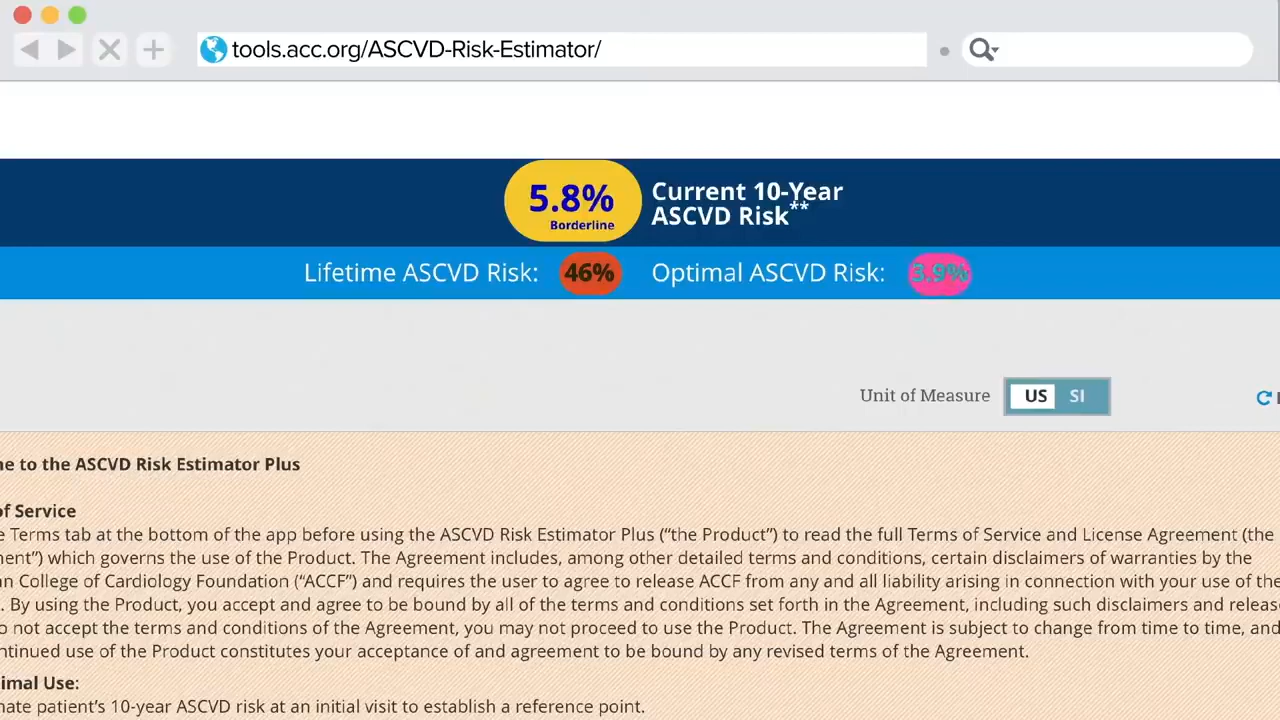 tools.acc.org/ASCVD-Risk-Estimator/
5.8%
Borderline
Current 10-Year
ASCVD Risk**
Lifetime ASCVD Risk: 46% Optimal ASCVD Risk: 3.9%
Unit of Measure US SI
to the ASCVD Risk Estimator Plus
of Service
Terms tab at the bottom of the app before using the ASCVD Risk Estimator Plus (“the Product”) to read the full Terms of Service and License Agreement (the
ment”) which governs the use of the Product. The Agreement includes, among other detailed terms and conditions, certain disclaimers of warranties by the
an College of Cardiology Foundation (“ACCF”) and requires the user to agree to release ACCF from any and all liability arising in connection with your use of the
. By using the Product, you accept and agree to be bound by all of the terms and conditions set forth in the Agreement, including such disclaimers and releas
o not accept the terms and conditions of the Agreement, you may not proceed to use the Product. The Agreement is subject to change from time to time, and
ntinued use of the Product constitutes your acceptance of and agreement to be bound by any revised terms of the Agreement.
imal Use:
nate patient’s 10-year ASCVD risk at an initial visit to establish a reference point.